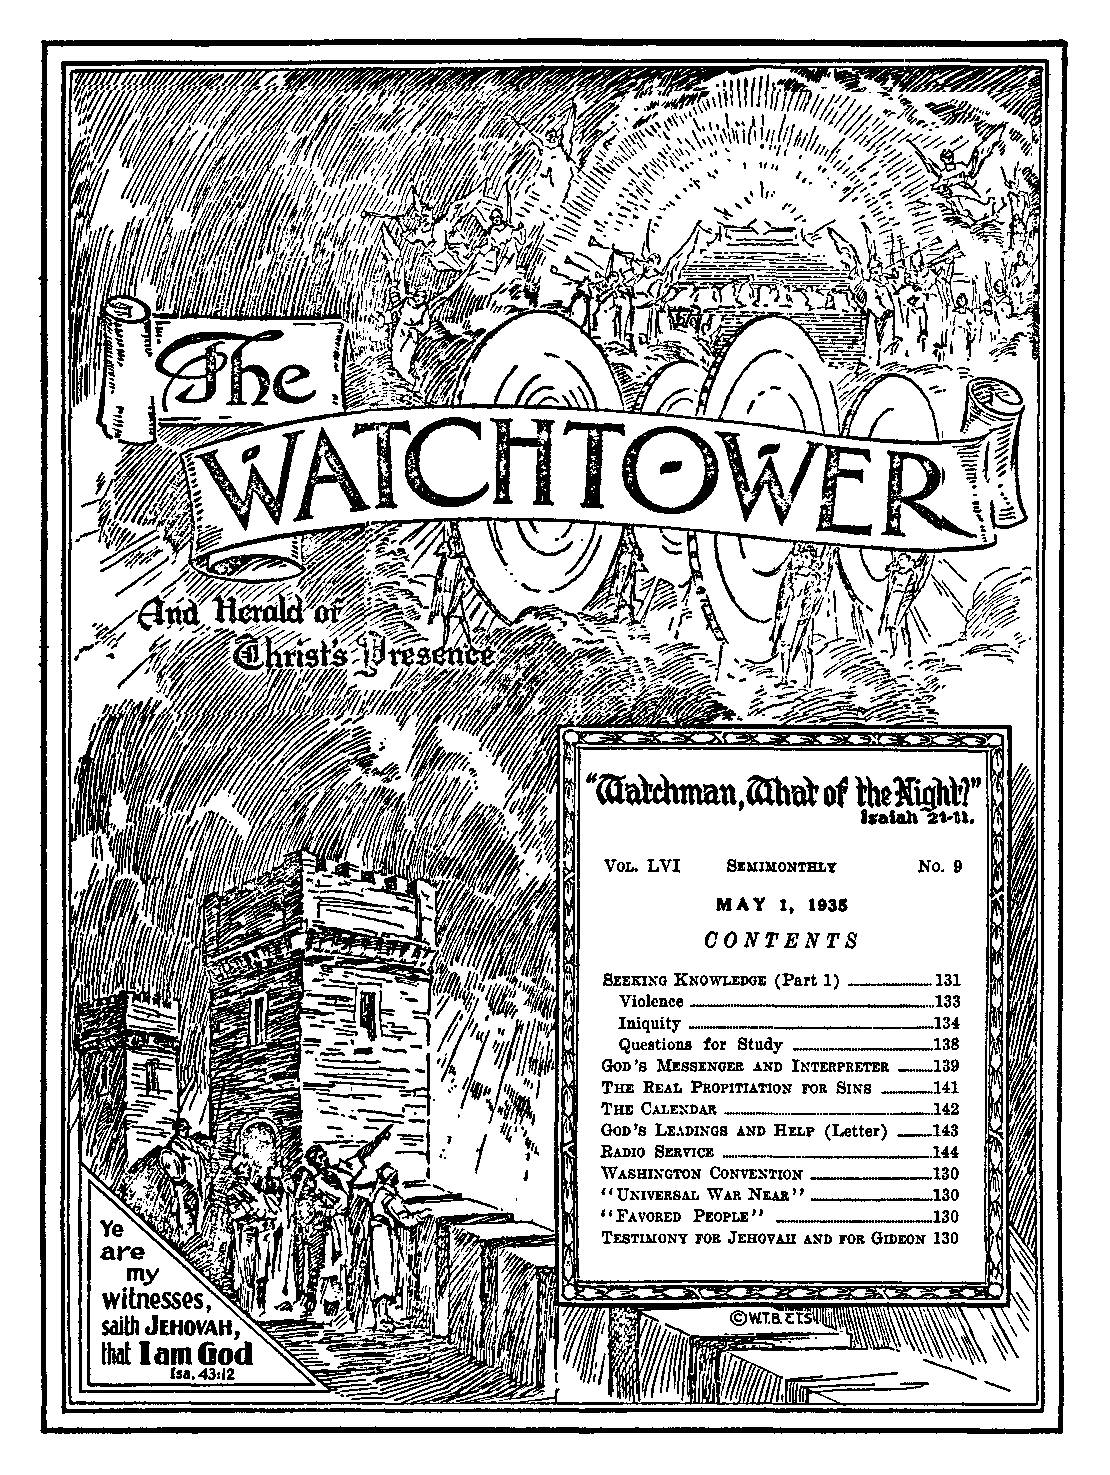 The
WATCHTOWER
And Herald of
Christ's Presence
"Watchman, What of the Night?"
Isaiah 21-11.
VOL. LVI SEMIMONTHLY No. 9
MAY 1, 1935
CONTENTS
SEEKING KNOWLEDGE (Part 1) 131
Violence 133
Iniquity 134
Questions for Study 138
GOD'S MESSENGER AND INTERPRETER 139
THE REAL PROPITIATION FOR SINS 141
THE CALENDAR 142
GOD'S LEADINGS AND HELP (Letter) 143
RADIO SERVICE 144
WASHINGTON CONVENTION 130
"UNIVERSAL WAR NEAR" 130
"FAVORED PEOPLE" 130
TESTIMONY FOR JEHOVAH AND FOR GIDEON 130
©W.T.B. & T.S.
Ye
are
my
witnesses,
saith JEHOVAH,
that I am God
Isa. 43:12